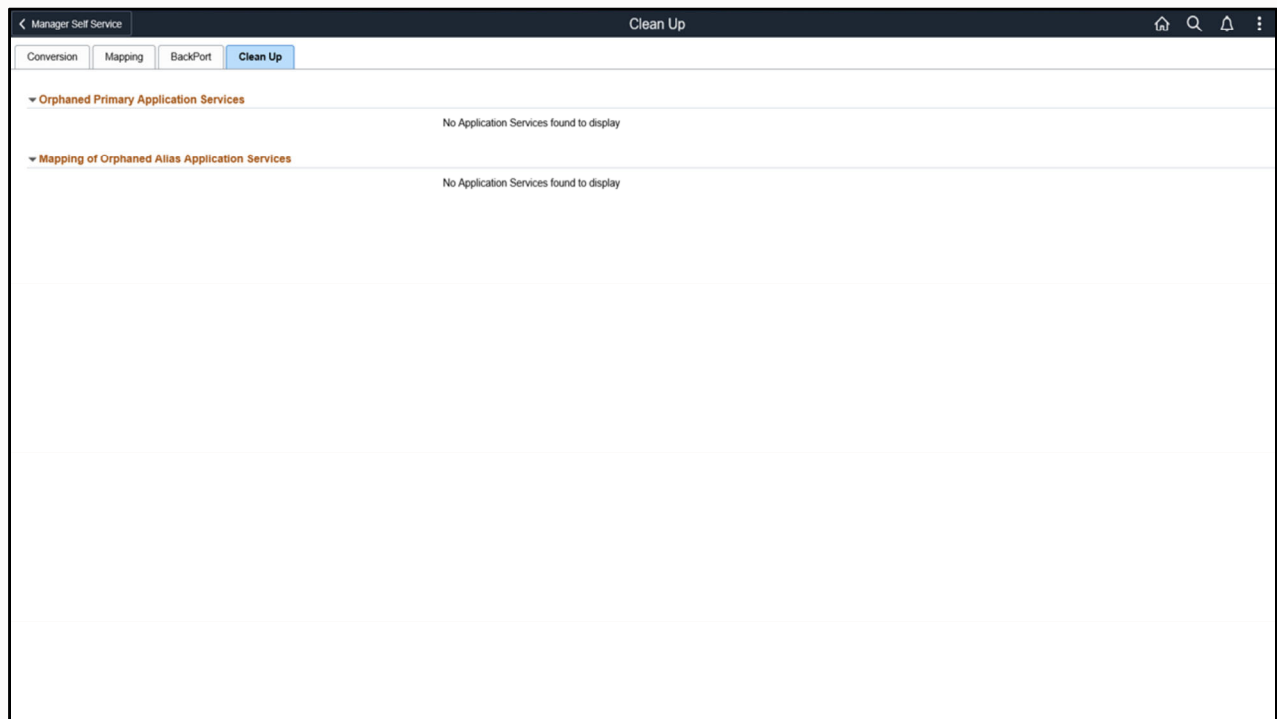 Manager Self Service
Clean Up
Conversion
Mapping
BackPort
Clean Up
Orphaned Primary Application Services
No Application Services found to display
Mapping of Orphaned Alias Application Services
No Application Services found to display